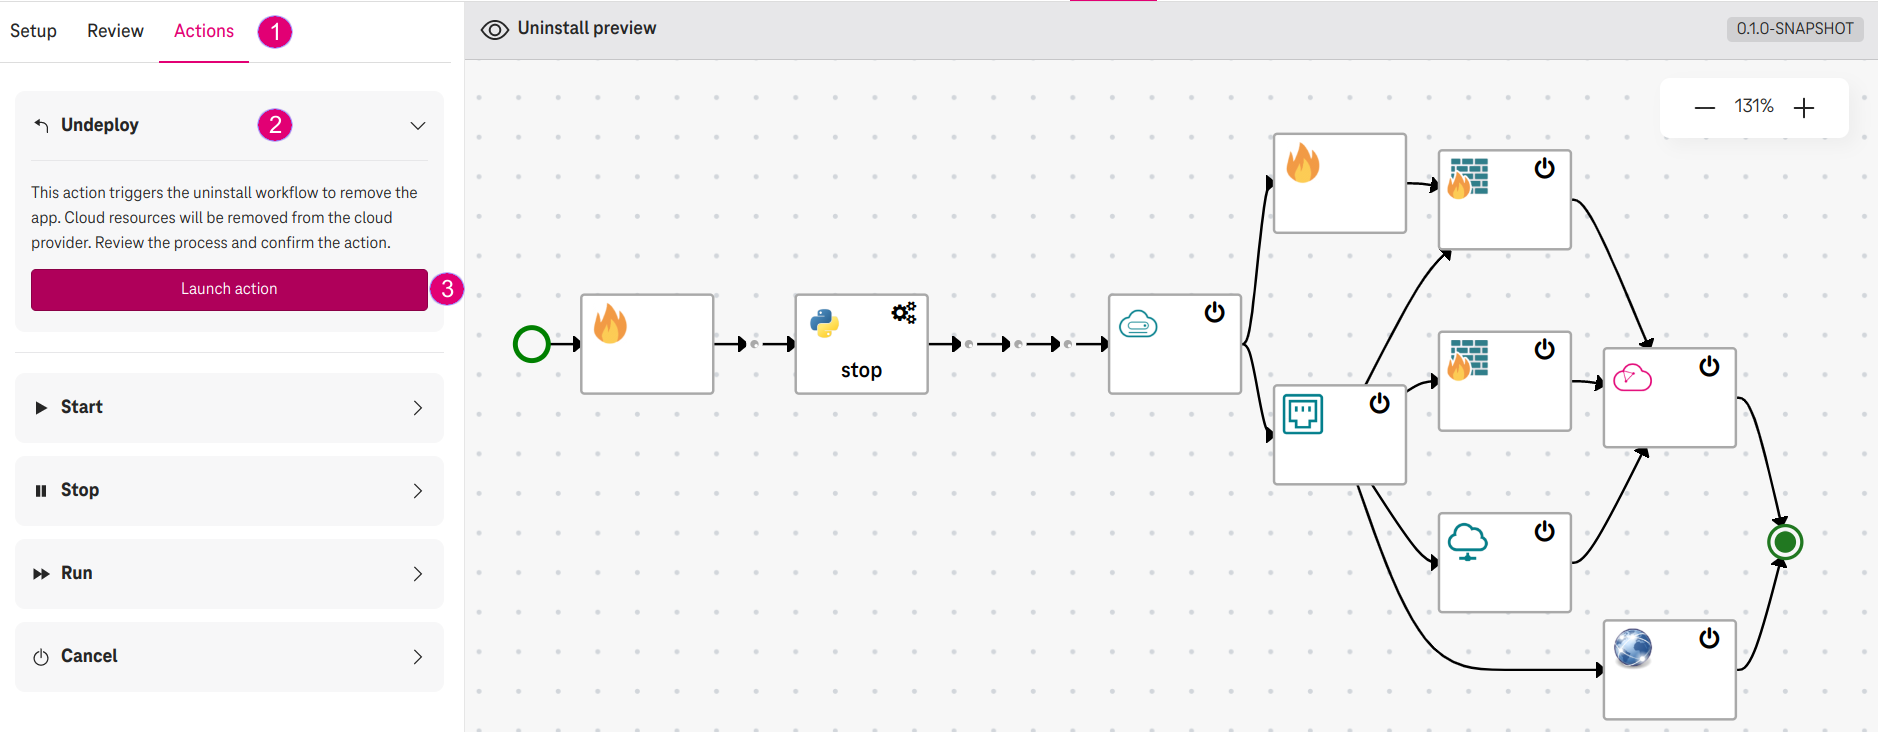 Setup Review Actions 1
Undeploy 2
This action triggers the uninstall workflow to remove the
app. Cloud resources will be removed from the cloud
provider. Review the process and confirm the action.
Launch action 3
Start
Stop
Run
Cancel
Uninstall preview
0.1.0-SNAPSHOT
131%
stop